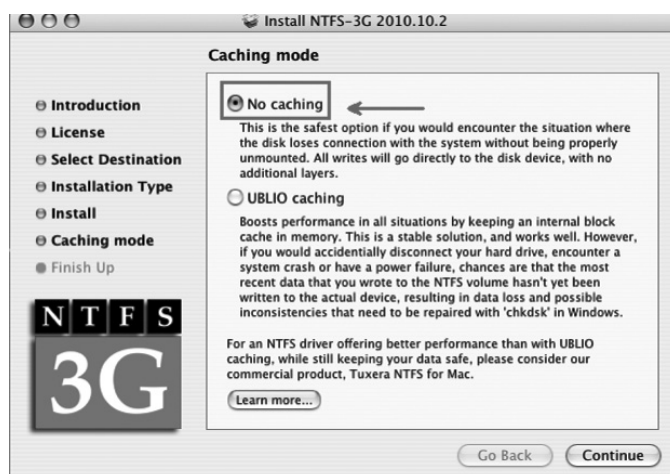 Install NTFS-3G 2010.10.2
Caching mode
Introduction
License
Select Destination
Installation Type
Install
Caching mode
Finish Up
NTFS
3G
No caching
This is the safest option if you would encounter the situation where
the disk loses connection with the system without being properly
unmounted. All writes will go directly to the disk device, with no
additional layers.
UBLIO caching
Boosts performance in all situations by keeping an internal block
cache in memory. This is a stable solution, and works well. However,
if you would accidentially disconnect your hard drive, encounter a
system crash or have a power failure, chances are that the most
recent data that you wrote to the NTFS volume hasn't yet been
written to the actual device, resulting in data loss and possible
inconsistencies that need to be repaired with 'chkdsk' in Windows.
For an NTFS driver offering better performance than with UBLIO
caching, while still keeping your data safe, please consider our
commercial product, Tuxera NTFS for Mac.
Learn more...
Go Back
Continue